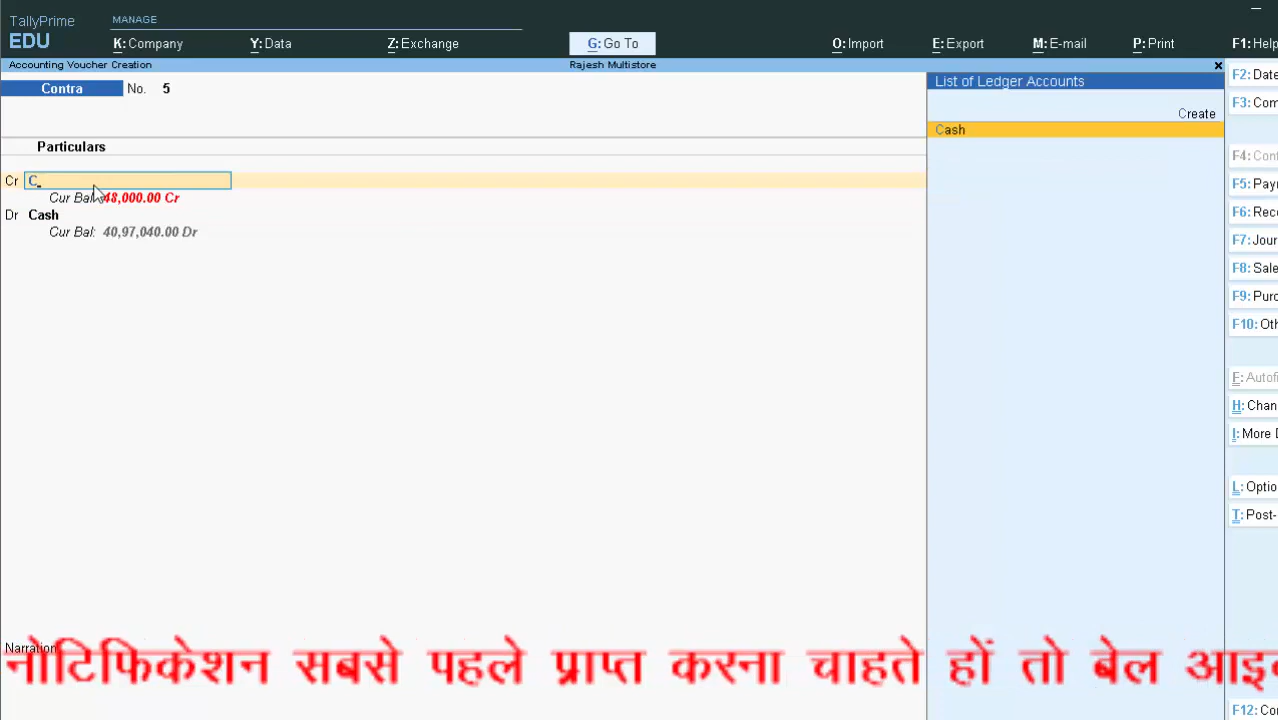 TallyPrime
EDU
MANAGE
K: Company
Y: Data
Z: Exchange
G: Go To
O: Import
E: Export
M: E-mail
P: Print
F1: Help
Accounting Voucher Creation
Rajesh Multistore
Contra No. 5
Particulars
Cr C
Cur Bal: 48,000.00 Cr
Dr Cash
Cur Bal: 40,97,040.00 Dr
Narration
List of Ledger Accounts
Create
Cash
F2: Date
F3: Com
F4: Cont
F5: Payr
F6: Rece
F7: Jour
F8: Sale
F9: Purc
F10: Oth
F: Autofi
H: Chan
I: More D
L: Optio
T: Post-
F12: Co
नोटिफिकेशन सबसे पहले प्राप्त करना चाहते हों तो बेल आइ